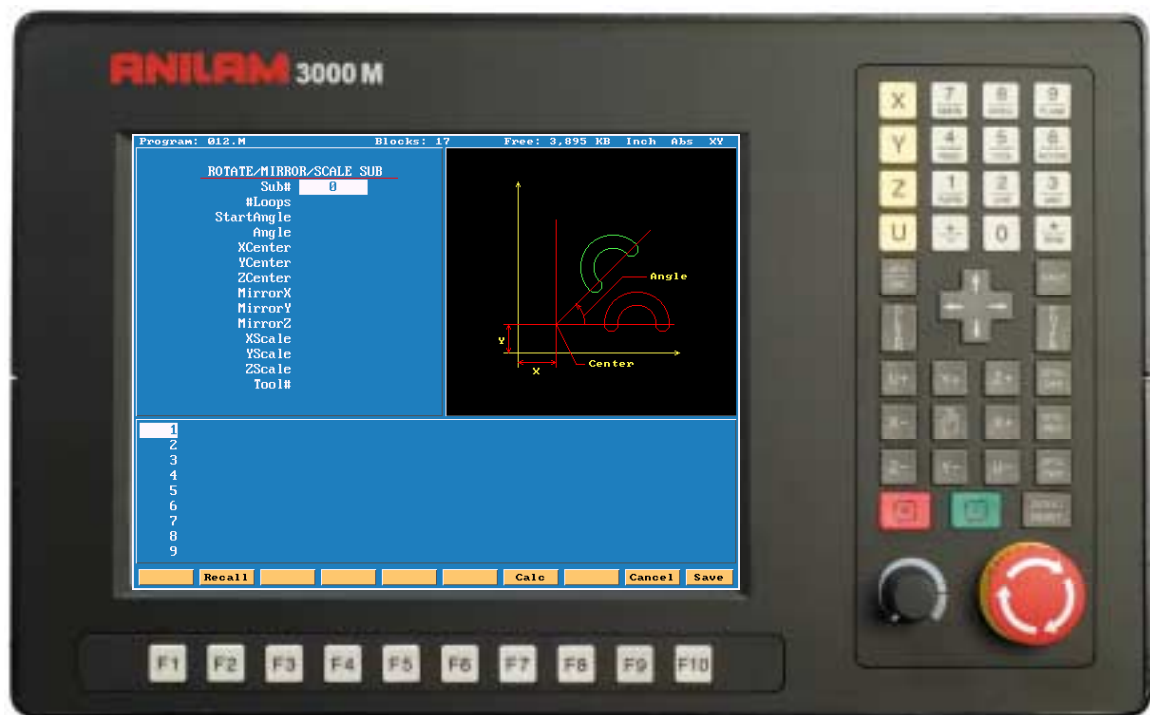 ANILAM 3000 M
Program: 012.M Blocks: 17 Free: 3,895 KB Inch Abs XY
ROTATE/MIRROR/SCALE SUB
Sub# 0
#Loops
StartAngle
Angle
XCenter
YCenter
ZCenter
MirrorX
MirrorY
MirrorZ
XScale
YScale
ZScale
Tool#
Angle
Y
Center
X
1
2
3
4
5
6
7
8
9
Recall Calc Cancel Save
F1 F2 F3 F4 F5 F6 F7 F8 F9 F10
X 7 8 9
Y 4 5 6
Z 1 2 3
U 0